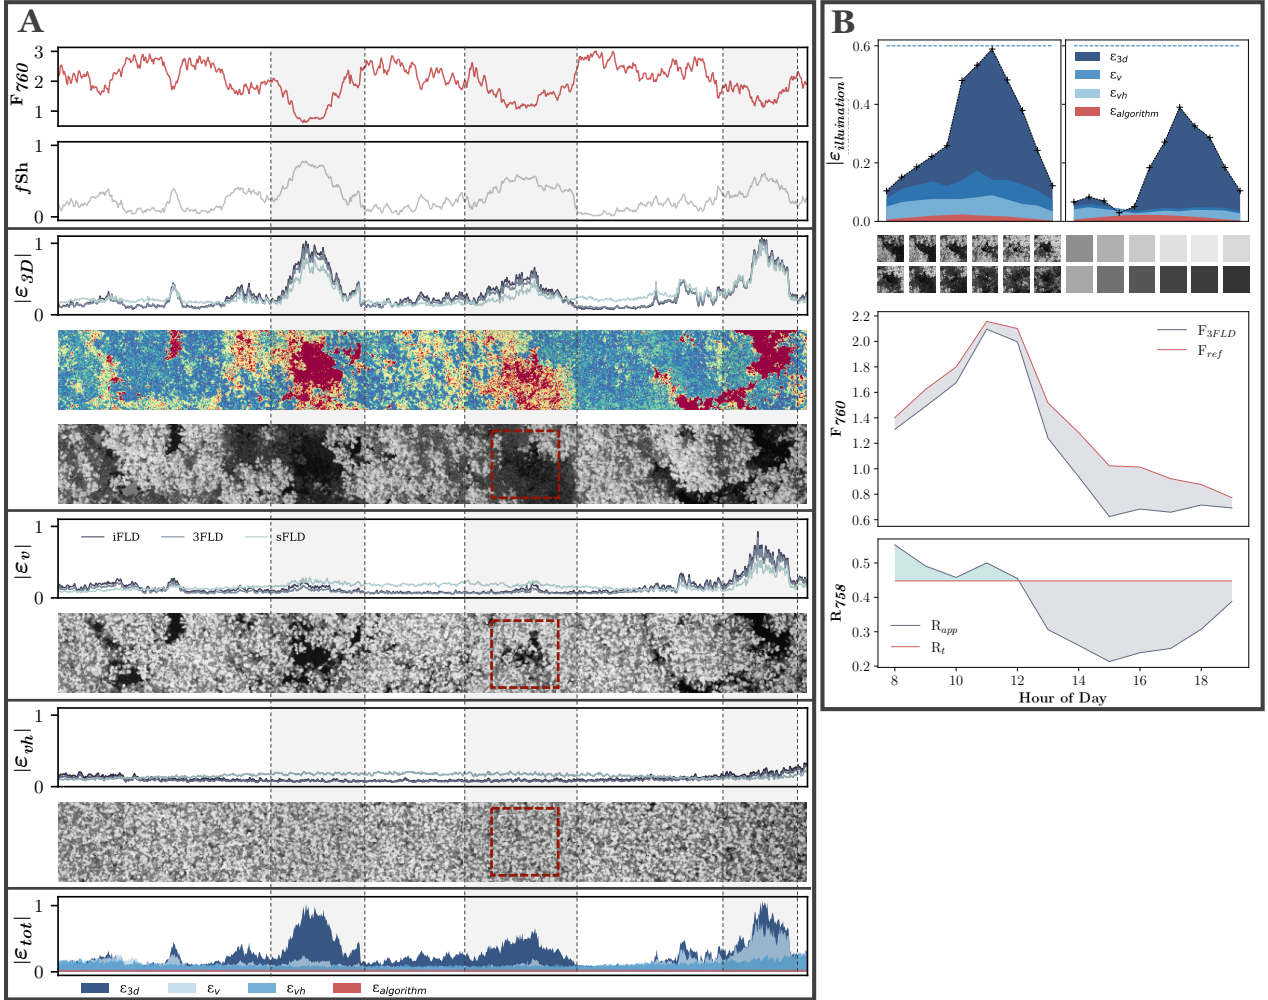 A
F760
3
2
1
fSh
1
0
|ε3D|
1
0
|εv|
1
0
iFLD
3FLD
sFLD
|εvh|
1
0
|εtot|
1
0
ε3d
εv
εvh
εalgorithm
B
|εilluination|
0.6
0.4
0.2
0.0
ε3d
εv
εvh
εalgorithm
F760
2.2
2.0
1.8
1.6
1.4
1.2
1.0
0.8
0.6
F3FLD
Fref
R758
0.5
0.4
0.3
0.2
Rapp
Rt
8 10 12 14 16 18
Hour of Day